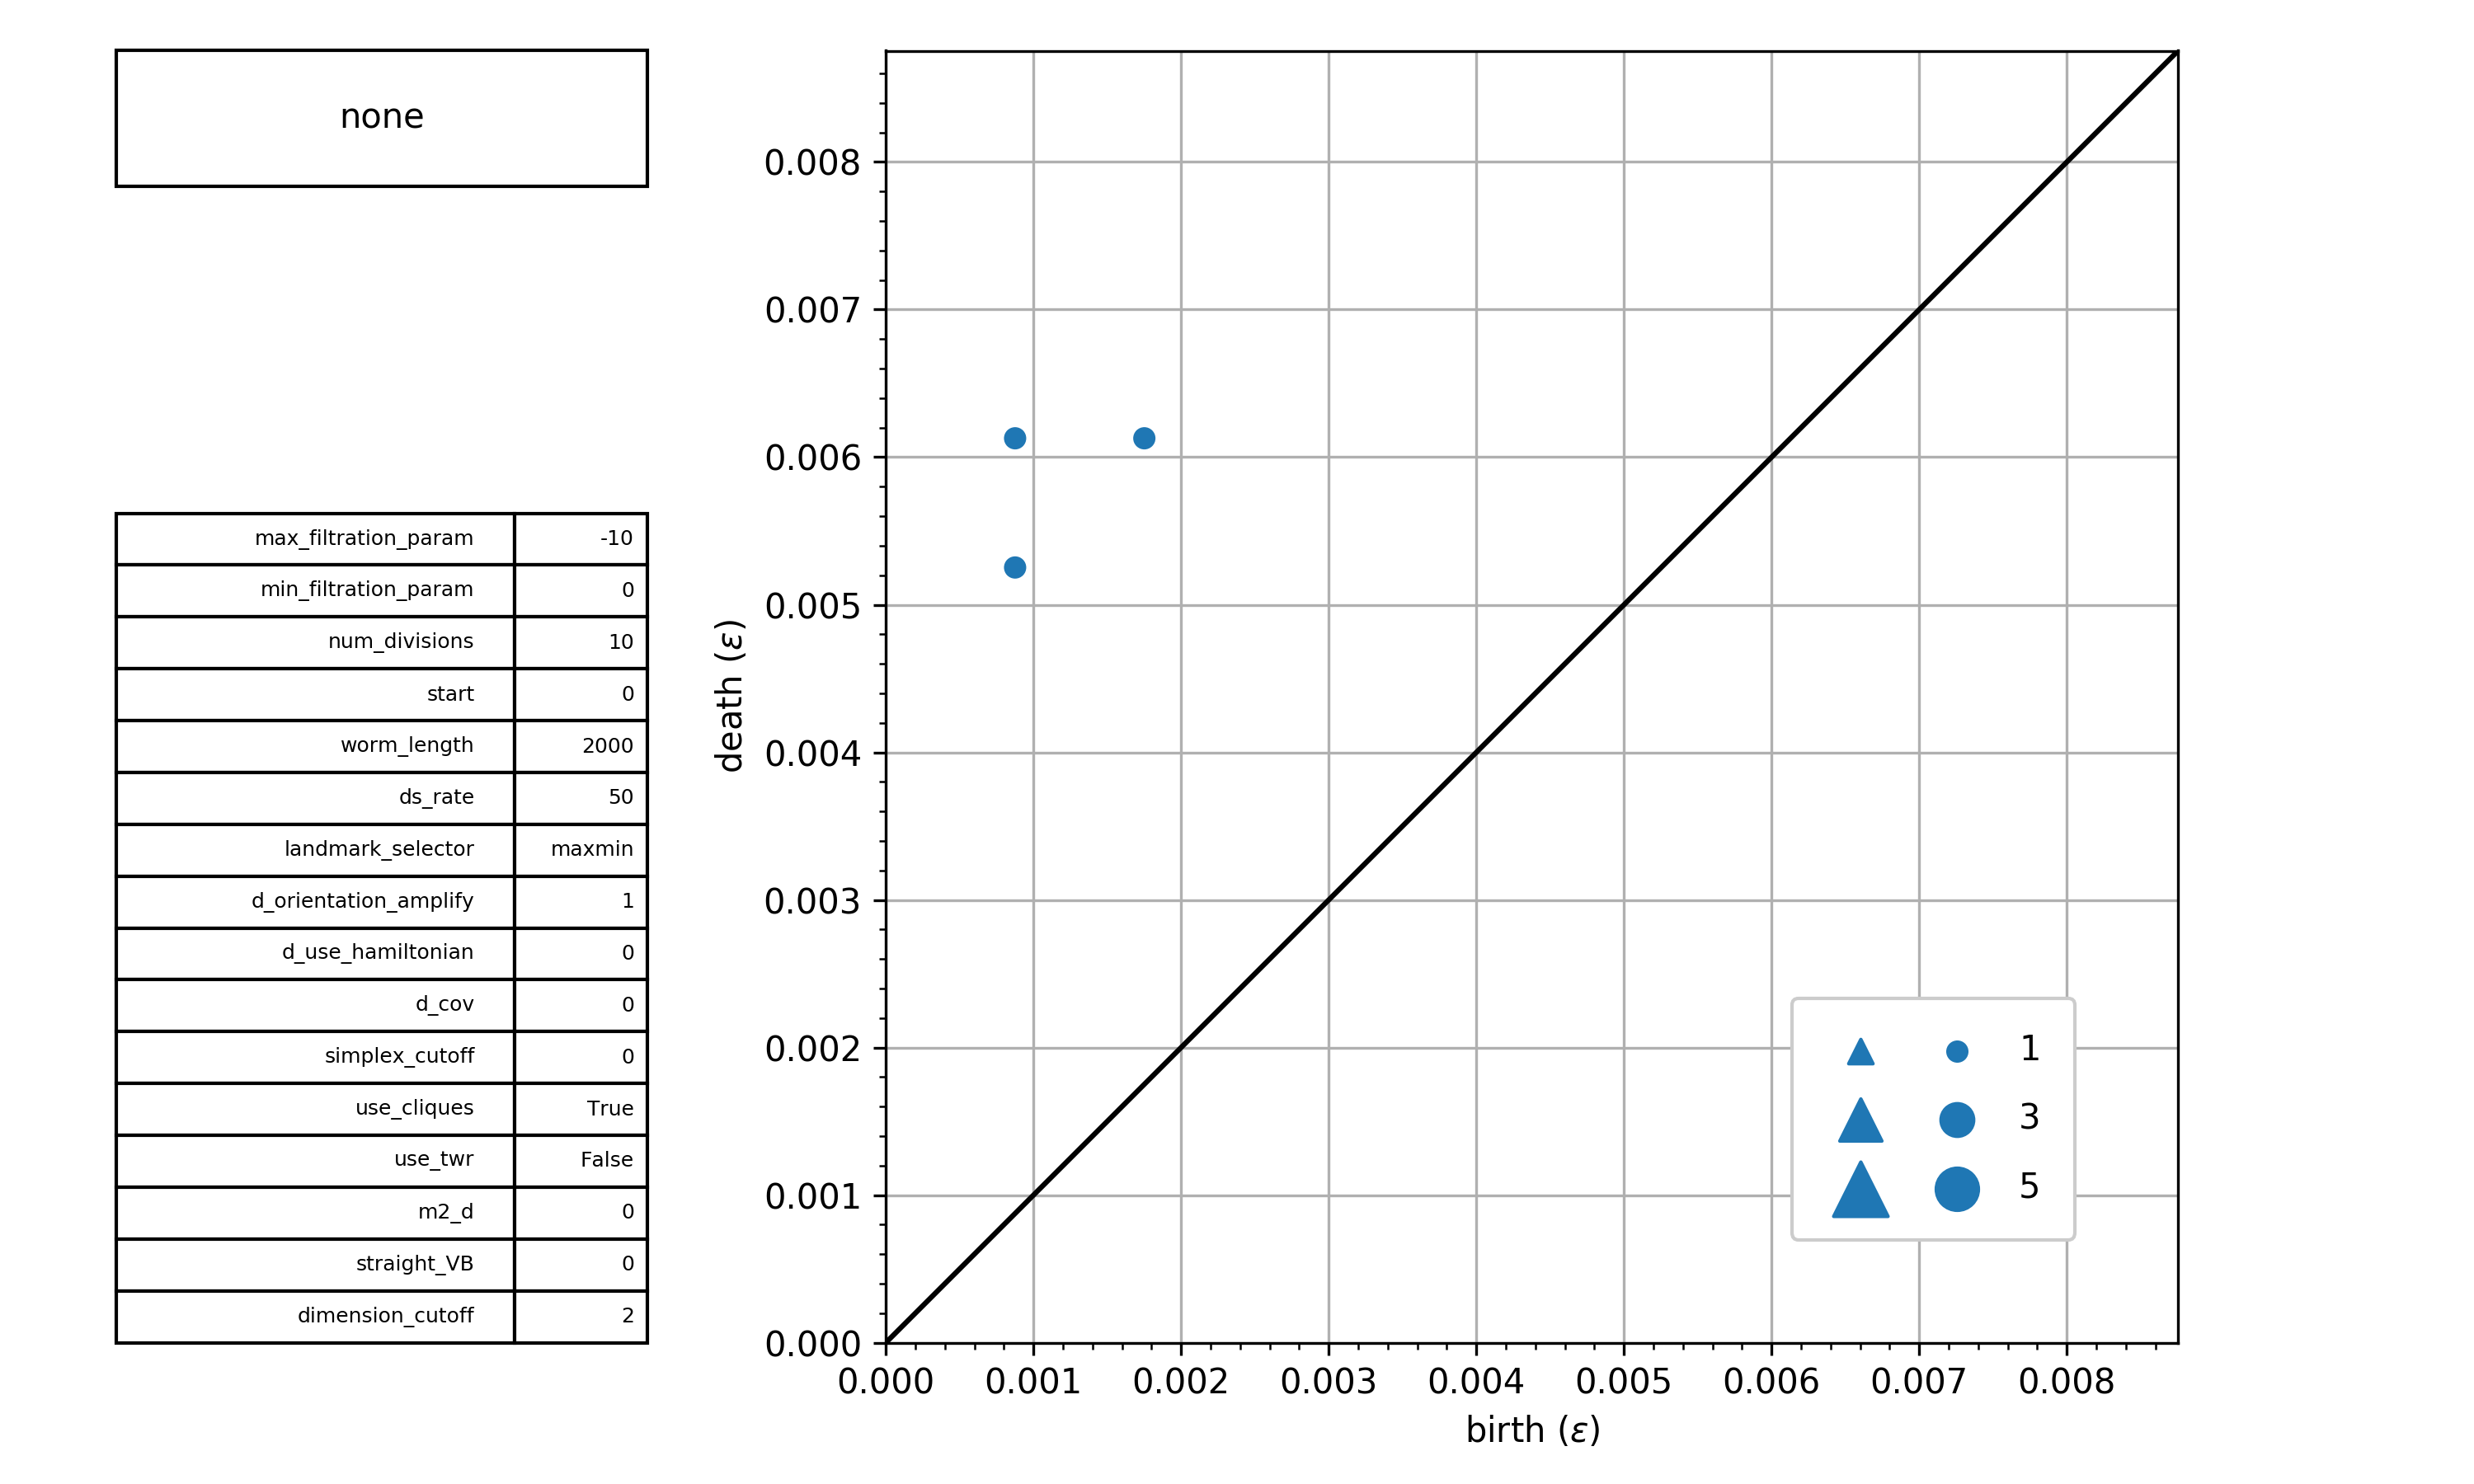 none
max_filtration_param -10
min_filtration_param 0
num_divisions 10
start 0
worm_length 2000
ds_rate 50
landmark_selector maxmin
d_orientation_amplify 1
d_use_hamiltonian 0
d_cov 0
simplex_cutoff 0
use_cliques True
use_twr False
m2_d 0
straight_VB 0
dimension_cutoff 2
death (ε)
0.008
0.007
0.006
0.005
0.004
0.003
0.002
0.001
0.000
1
3
5
0.000 0.001 0.002 0.003 0.004 0.005 0.006 0.007 0.008
birth (ε)